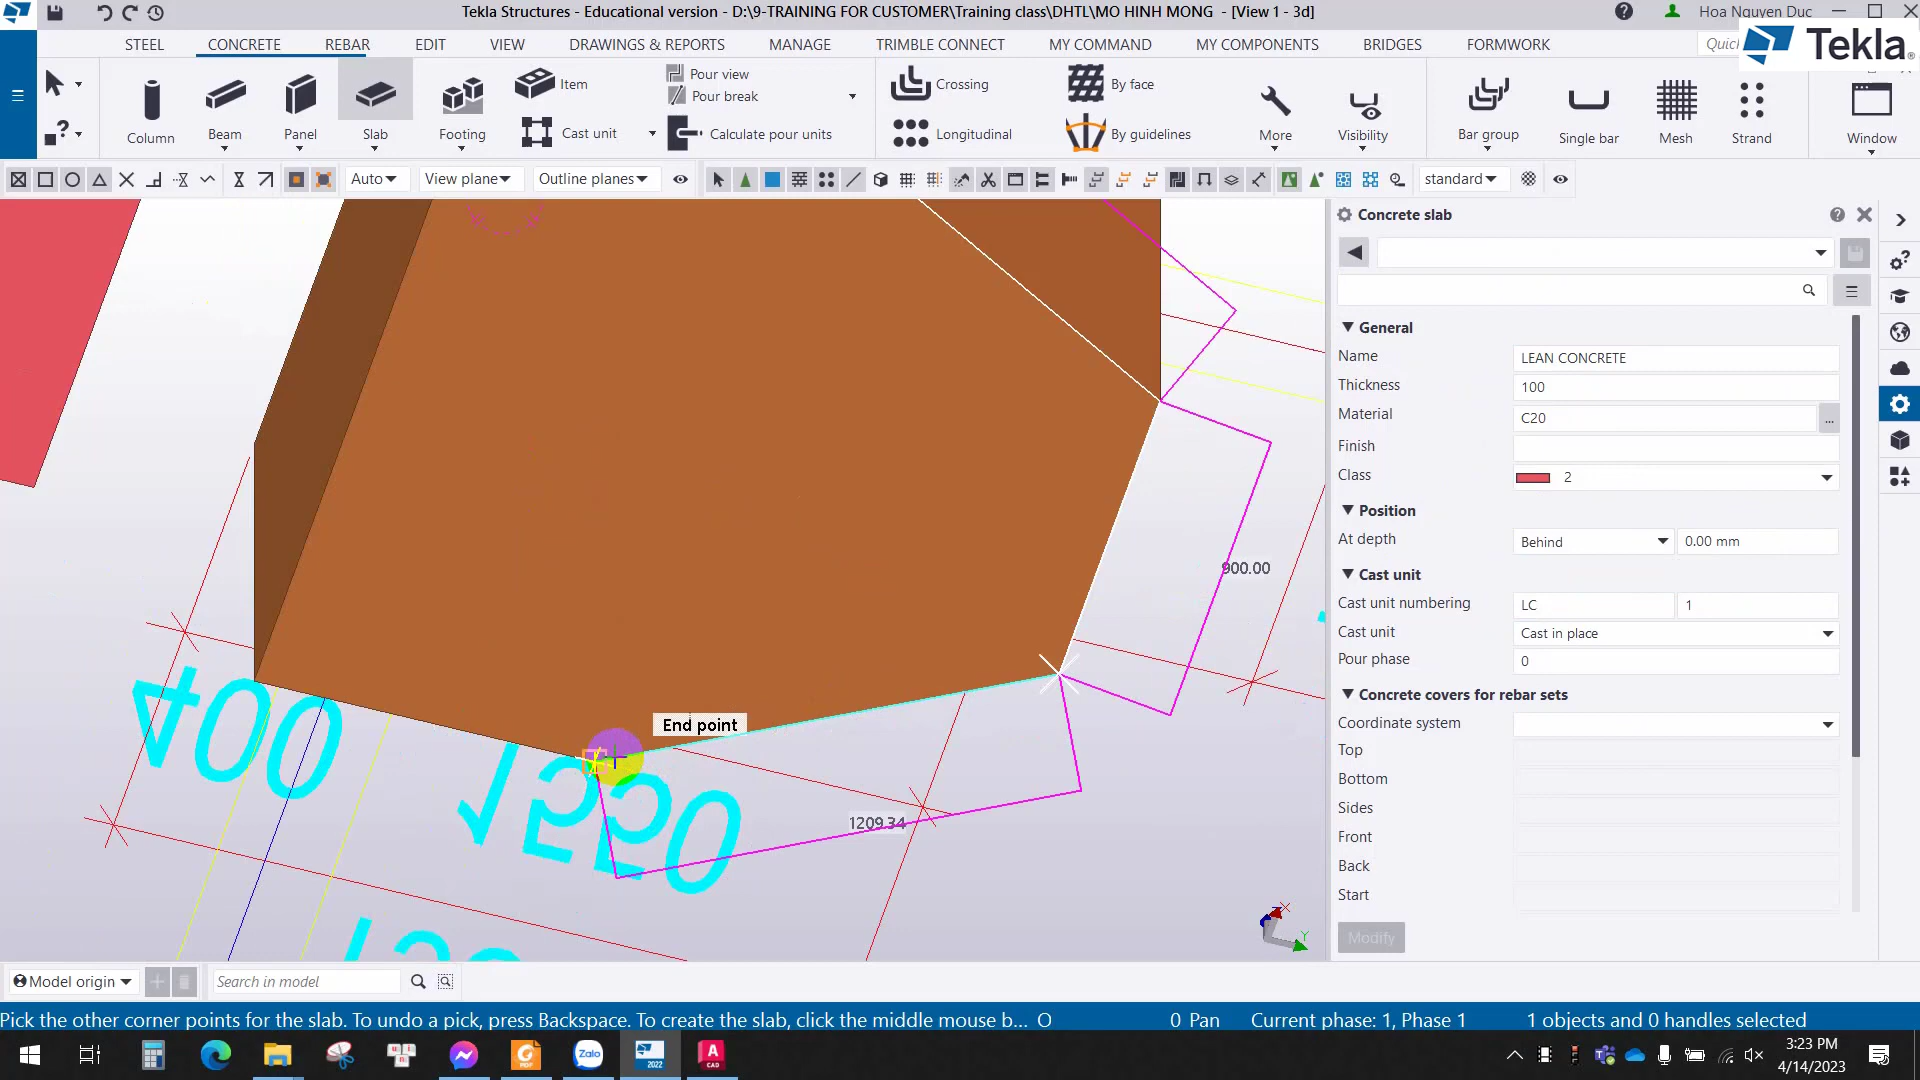 Tekla Structures - Educational version - D:\9-TRAINING FOR CUSTOMER\Training class\DHTL\MO HINH MONG - [View 1 - 3d]
Hoa Nguyen Duc
STEEL CONCRETE REBAR EDIT VIEW DRAWINGS & REPORTS MANAGE TRIMBLE CONNECT MY COMMAND MY COMPONENTS BRIDGES FORMWORK
Tekla
Column Beam Panel Slab Footing
Item
Cast unit
Pour view
Pour break
Calculate pour units
Crossing
Longitudinal
By face
By guidelines
More Visibility
Bar group Single bar Mesh Strand Window
Auto View plane Outline planes standard
Concrete slab
General
Name LEAN CONCRETE
Thickness 100
Material C20 ...
Finish
Class 2
Position
At depth Behind 0.00 mm
Cast unit
Cast unit numbering LC 1
Cast unit Cast in place
Pour phase 0
Concrete covers for rebar sets
Coordinate system
Top
Bottom
Sides
Front
Back
Start
Modify
900.00
End point
400
1550
1209.34
Y
Model origin Search in model
Pick the other corner points for the slab. To undo a pick, press Backspace. To create the slab, click the middle mouse b... O 0 Pan Current phase: 1, Phase 1 1 objects and 0 handles selected
Zalo
2022
3:23 PM
4/14/2023